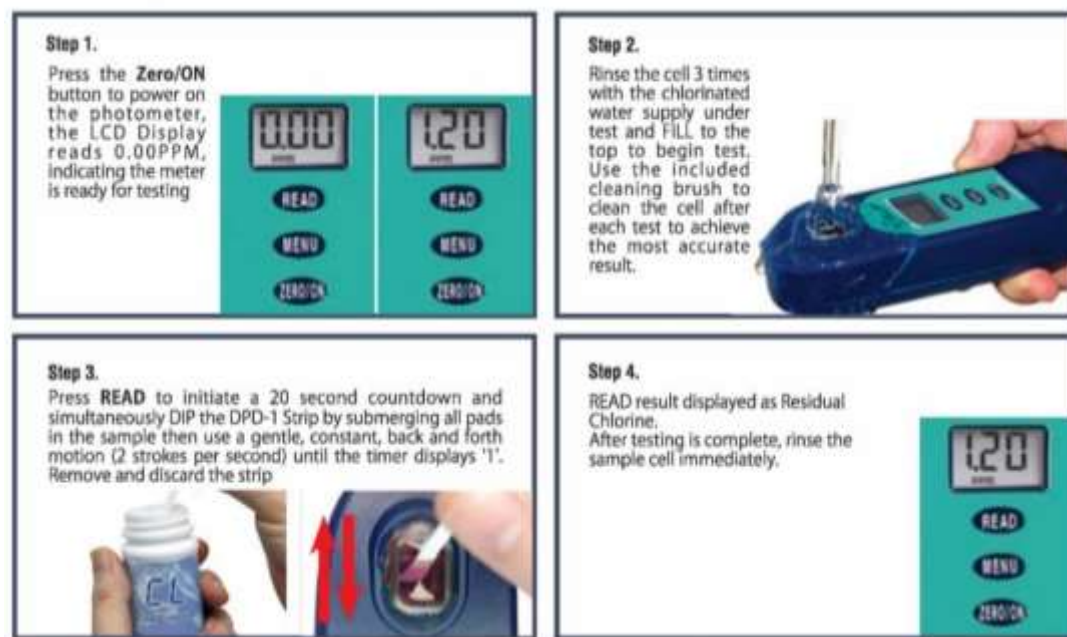 Step 1.
Press the Zero/ON
button to power on
the photometer,
the LCD Display
reads 0.00PPM,
indicating the meter
is ready for testing
0.00
READ
MENU
ZERO/ON
1.20
READ
MENU
ZERO/ON
Step 2.
Rinse the cell 3 times
with the chlorinated
water supply under
test and FILL to the
top to begin test.
Use the included
cleaning brush to
clean the cell after
each test to achieve
the most accurate
result.
Step 3.
Press READ to initiate a 20 second countdown and
simultaneously DIP the DPD-1 Strip by submerging all pads
in the sample then use a gentle, constant, back and forth
motion (2 strokes per second) until the timer displays '1'.
Remove and discard the strip
CL
Step 4.
READ result displayed as Residual
Chlorine.
After testing is complete, rinse the
sample cell immediately.
1.20
READ
MENU
ZERO/ON